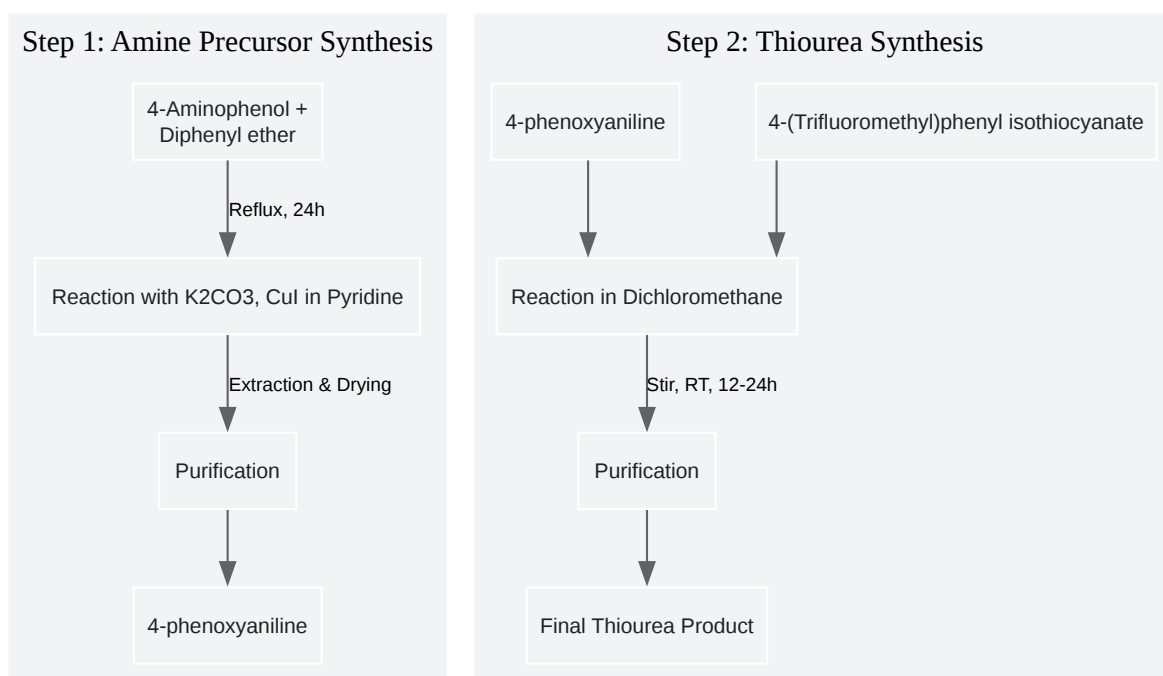 Step 1: Amine Precursor Synthesis
4-Aminophenol +
Diphenyl ether
Reflux, 24h
Reaction with K2CO3, CuI in Pyridine
Extraction & Drying
Purification
4-phenoxyaniline
Step 2: Thiourea Synthesis
4-phenoxyaniline
4-(Trifluoromethyl)phenyl isothiocyanate
Reaction in Dichloromethane
Stir, RT, 12-24h
Purification
Final Thiourea Product